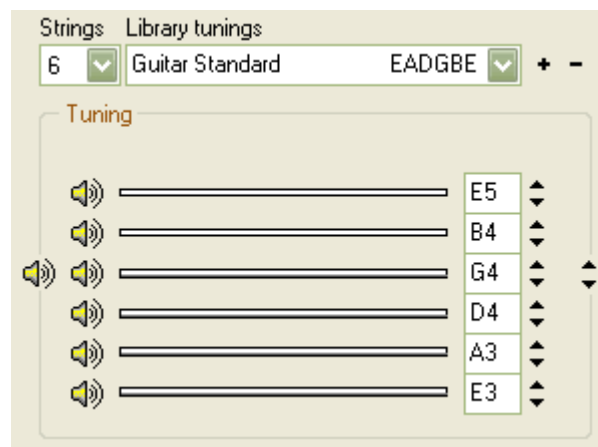 Strings Library tunings
6 Guitar Standard EADGBE + -
Tuning
E5
B4
G4
D4
A3
E3